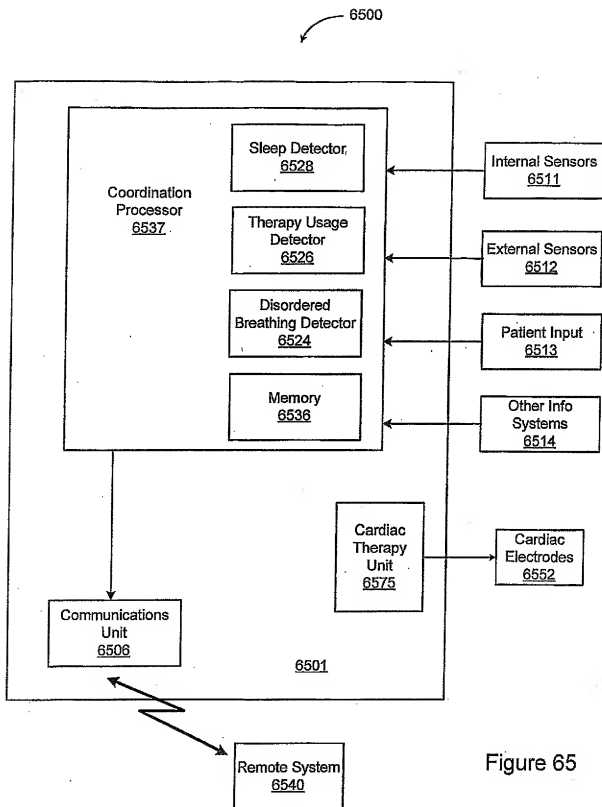 6500
Sleep Detector
6528
Coordination
Processor
6537
Therapy Usage
Detector
6526
Disordered
Breathing Detector
6524
Memory
6536
Internal Sensors
6511
External Sensors
6512
Patient Input
6513
Other Info
Systems
6514
Cardiac
Therapy
Unit
6575
Cardiac
Electrodes
6552
Communications
Unit
6506
6501
Remote System
6540
Figure 65